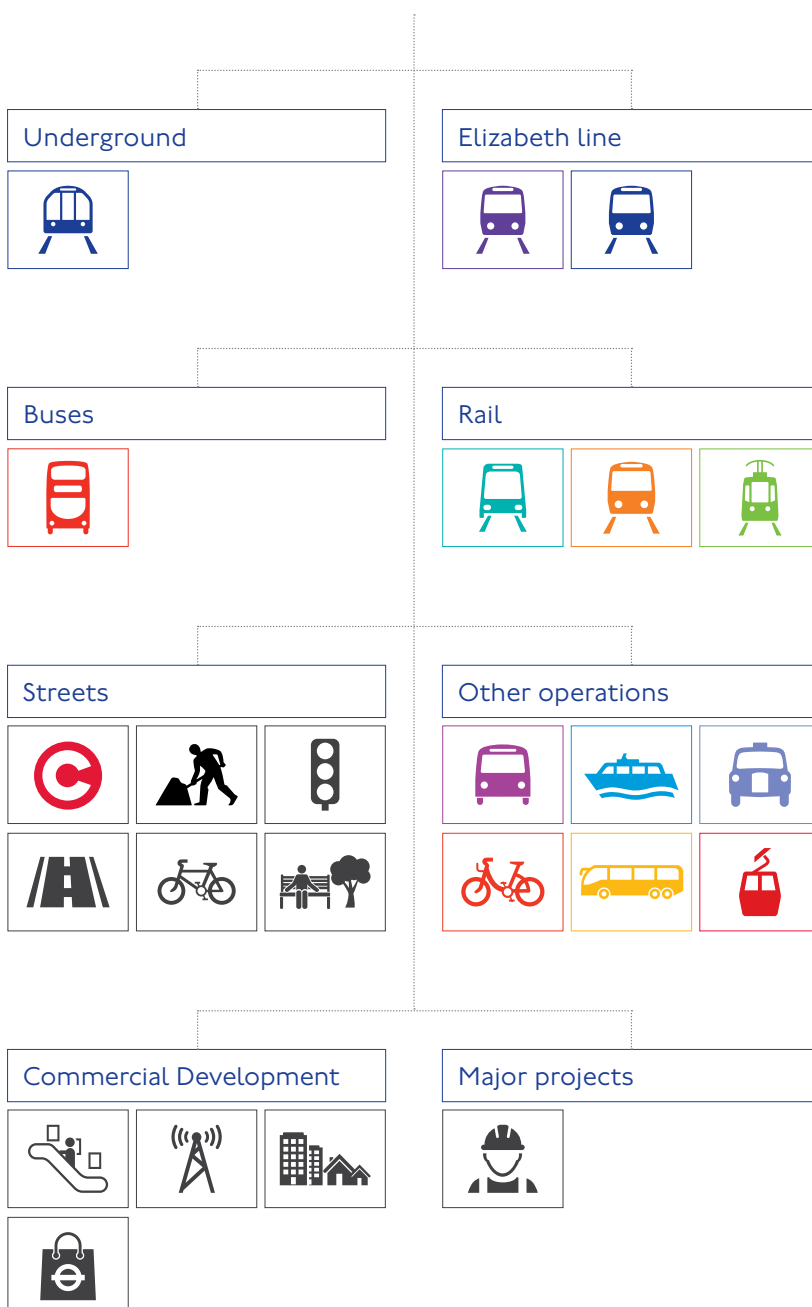 Underground
Elizabeth line
Buses
Rail
Streets
Other operations
Commercial Development
Major projects